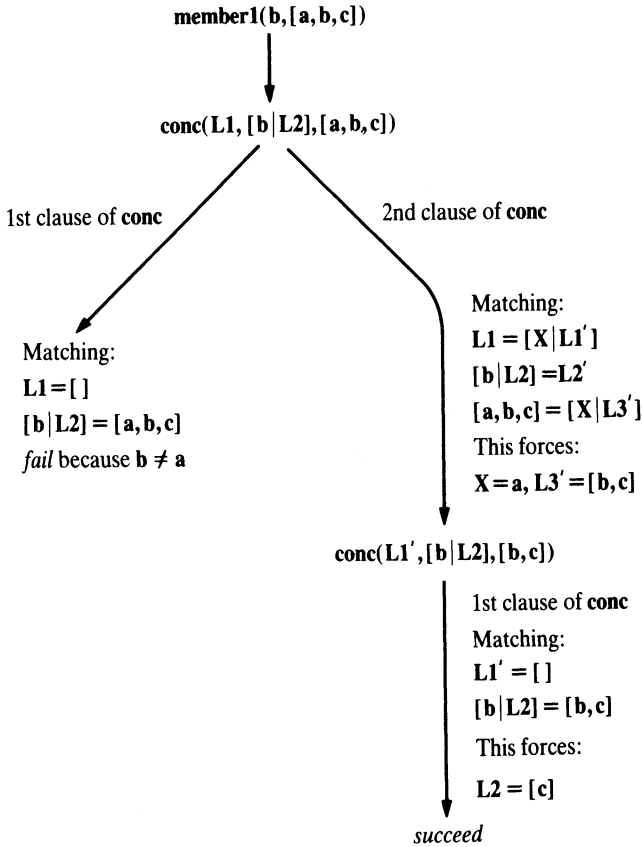 member1(b,[a,b,c])
conc(L1,[b|L2],[a,b,c])
1st clause of conc
2nd clause of conc
Matching:
L1=[ ]
[b|L2]=[a,b,c]
fail because b ≠ a
Matching:
L1=[X|L1′]
[b|L2]=L2′
[a,b,c]=[X|L3′]
This forces:
X=a, L3′=[b,c]
conc(L1′,[b|L2],[b,c])
1st clause of conc
Matching:
L1′=[ ]
[b|L2]=[b,c]
This forces:
L2=[c]
succeed